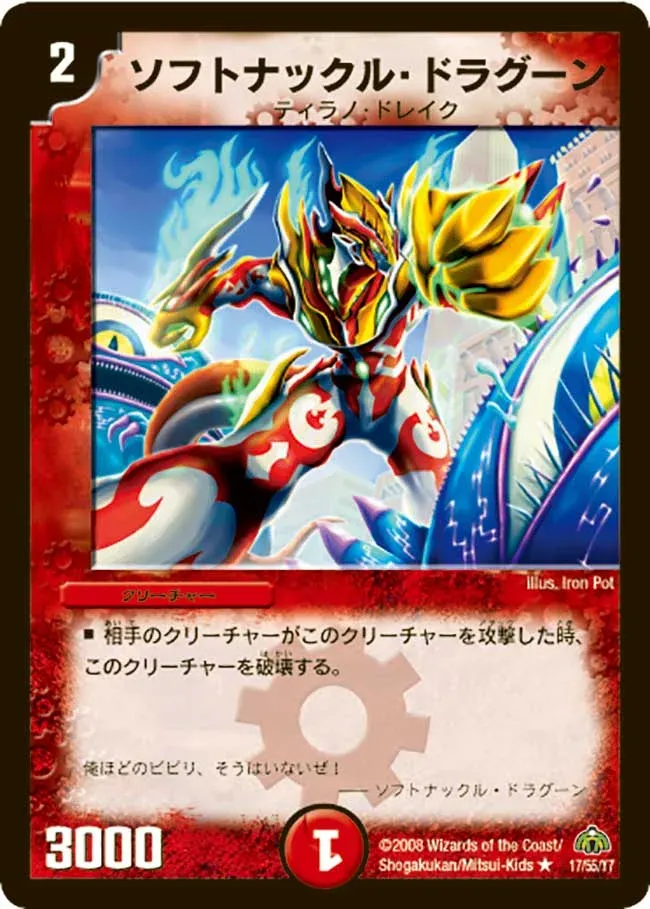 2
ソフトナックル・ドラグーン
ティラノ・ドレイク
Illus. Iron Pot
クリーチャー
■ 相手のクリーチャーがこのクリーチャーを攻撃した時、
このクリーチャーを破壊する。
俺ほどのビビリ、そうはいないぜ!
—— ソフトナックル・ドラグーン
3000
1
©2008 Wizards of the Coast/
Shogakukan/Mitsui-Kids ★
17/55/Y7